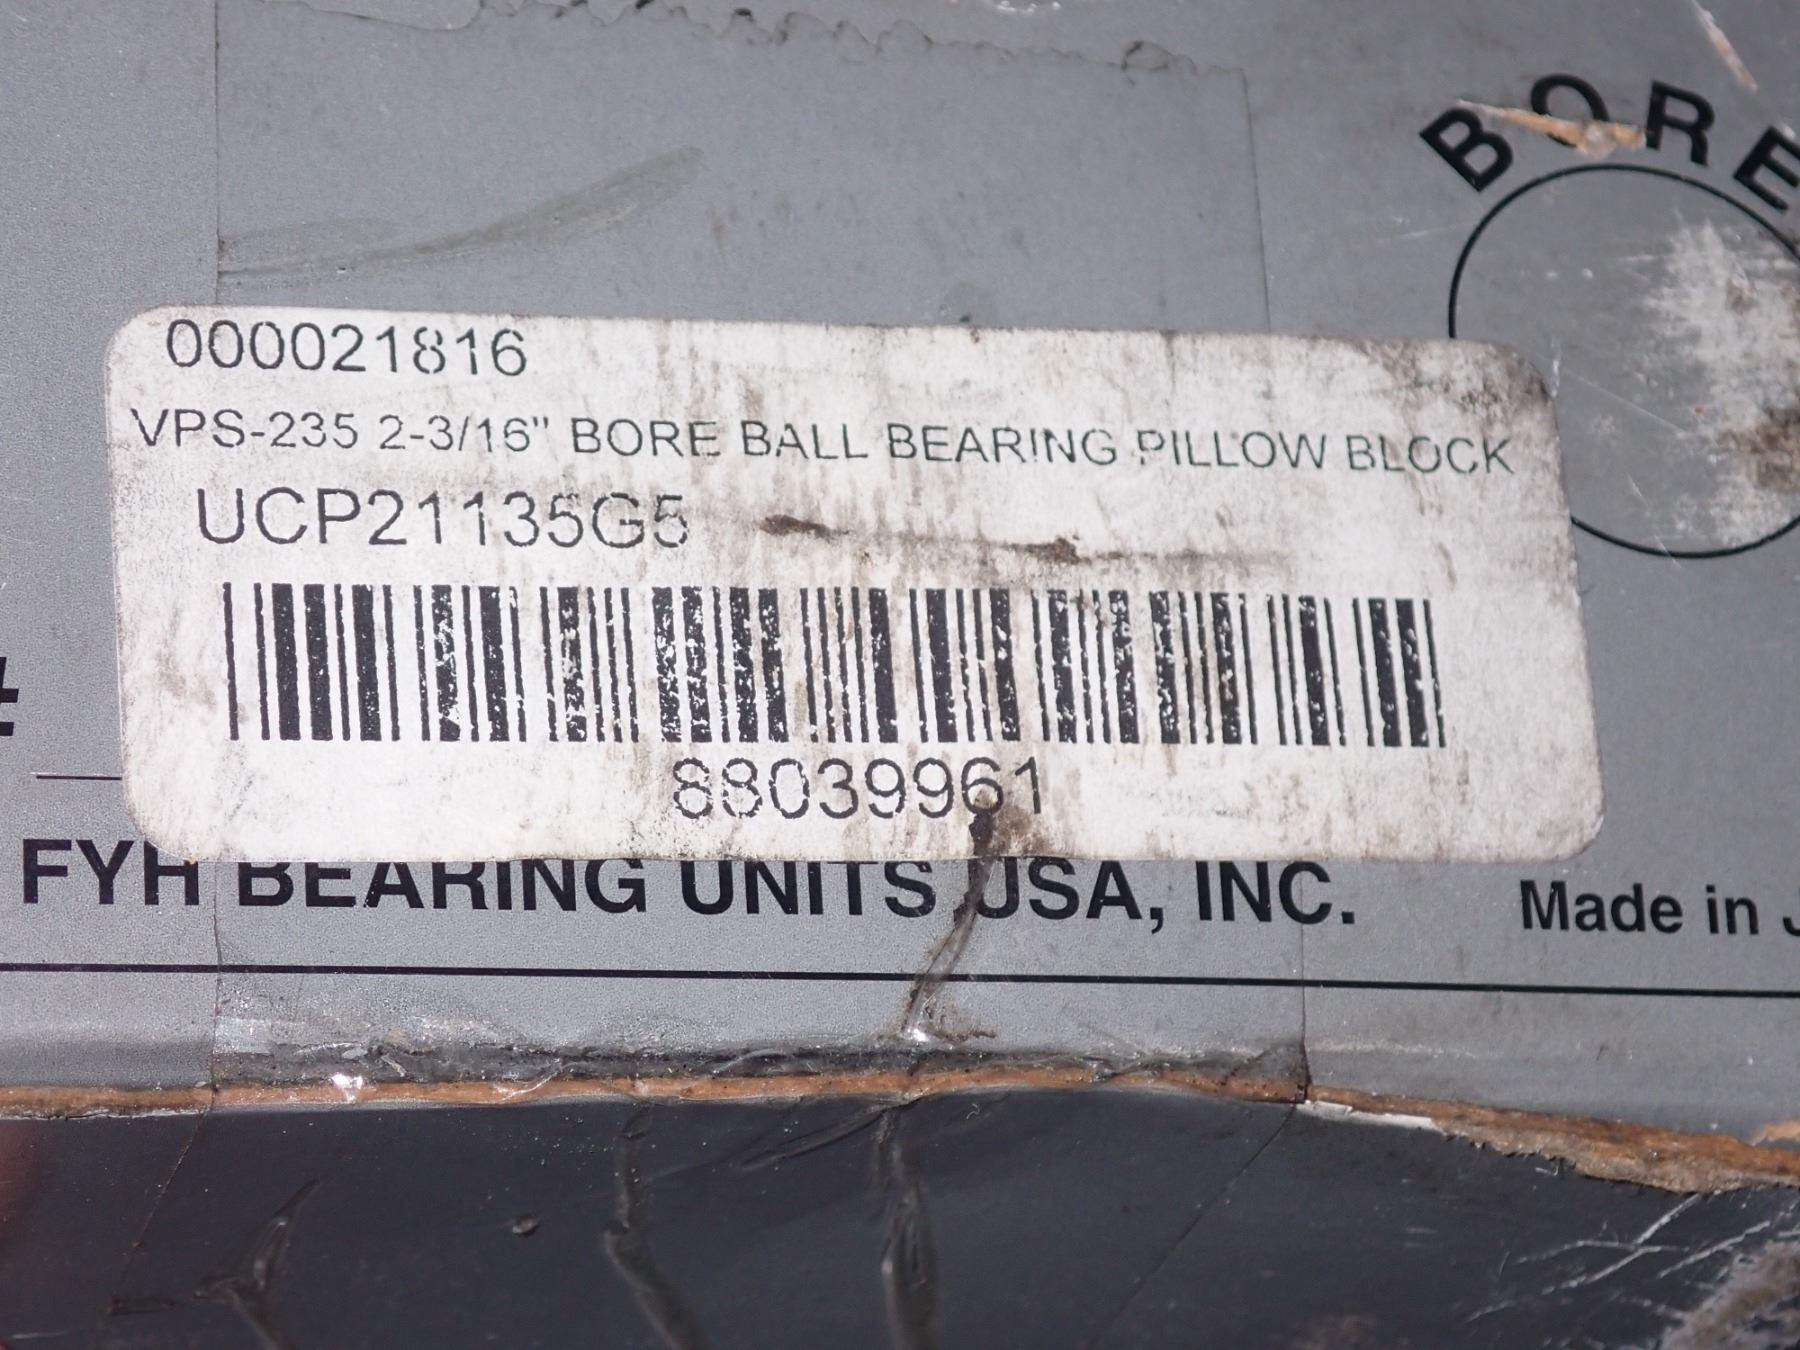 BORE
000021816
VPS-235 2-3/16" BORE BALL BEARING PILLOW BLOCK
UCP21135G5
88039961
#
FYH BEARING UNITS USA, INC.
Made in